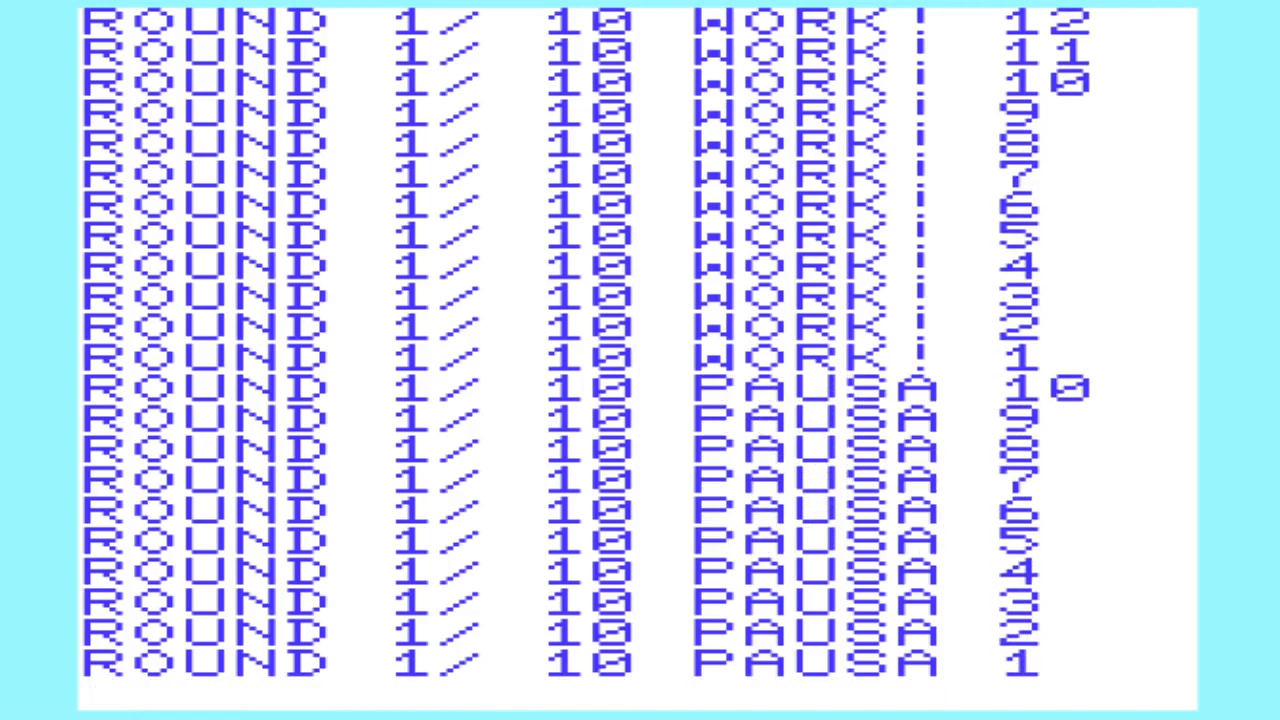 ROUND 1/ 10 WORK! 12
ROUND 1/ 10 WORK! 11
ROUND 1/ 10 WORK! 10
ROUND 1/ 10 WORK! 9
ROUND 1/ 10 WORK! 8
ROUND 1/ 10 WORK! 7
ROUND 1/ 10 WORK! 6
ROUND 1/ 10 WORK! 5
ROUND 1/ 10 WORK! 4
ROUND 1/ 10 WORK! 3
ROUND 1/ 10 WORK! 2
ROUND 1/ 10 WORK! 1
ROUND 1/ 10 PAUSA 10
ROUND 1/ 10 PAUSA 9
ROUND 1/ 10 PAUSA 8
ROUND 1/ 10 PAUSA 7
ROUND 1/ 10 PAUSA 6
ROUND 1/ 10 PAUSA 5
ROUND 1/ 10 PAUSA 4
ROUND 1/ 10 PAUSA 3
ROUND 1/ 10 PAUSA 2
ROUND 1/ 10 PAUSA 1